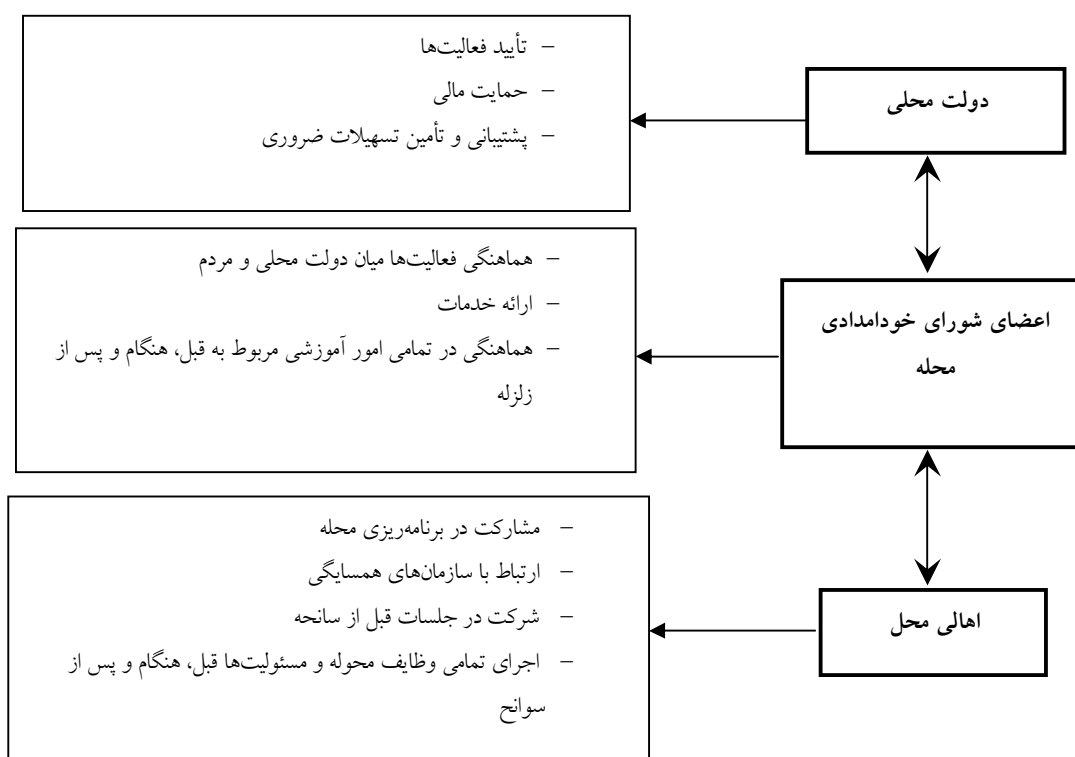 دولت محلی
– تأیید فعالیت‌ها
– حمایت مالی
– پشتیبانی و تأمین تسهیلات ضروری
اعضای شورای خودامدادی
محله
– هماهنگی فعالیت‌ها میان دولت محلی و مردم
– ارائه خدمات
– هماهنگی در تمامی امور آموزشی مربوط به قبل، هنگام و پس از
زلزله
اهالی محل
– مشارکت در برنامه‌ریزی محله
– ارتباط با سازمان‌های همسایگی
– شرکت در جلسات قبل از سانحه
– اجرای تمامی وظایف محوله و مسئولیت‌ها قبل، هنگام و پس از
سوانح